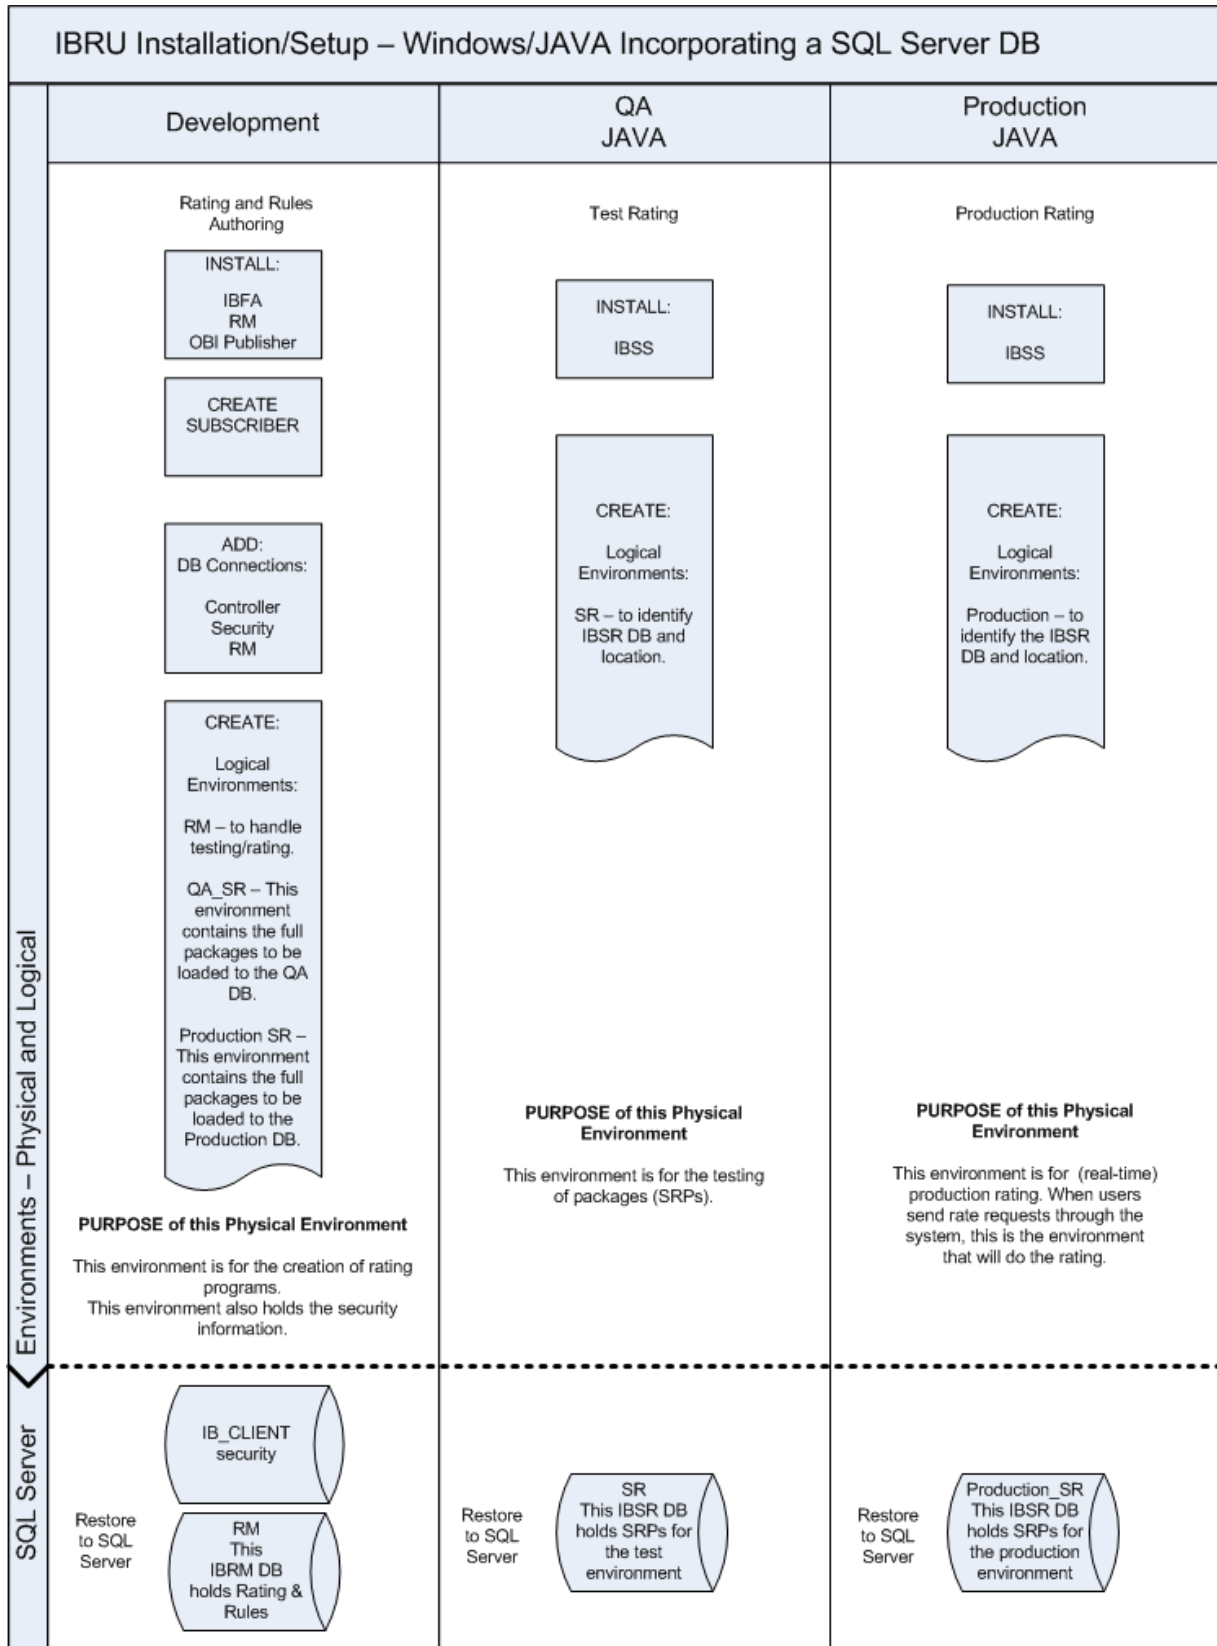 IBRU Installation/Setup – Windows/JAVA Incorporating a SQL Server DB
Environments – Physical and Logical
Development
Rating and Rules
Authoring
INSTALL:
IBFA
RM
OBI Publisher
CREATE
SUBSCRIBER
ADD:
DB Connections:
Controller
Security
RM
CREATE:
Logical
Environments:
RM – to handle
testing/rating.
QA_SR – This
environment
contains the full
packages to be
loaded to the QA
DB.
Production SR –
This environment
contains the full
packages to be
loaded to the
Production DB.
PURPOSE of this Physical Environment
This environment is for the creation of rating
programs.
This environment also holds the security
information.
QA
JAVA
Test Rating
INSTALL:
IBSS
CREATE:
Logical
Environments:
SR – to identify
IBSR DB and
location.
PURPOSE of this Physical
Environment
This environment is for the testing
of packages (SRPs).
Production
JAVA
Production Rating
INSTALL:
IBSS
CREATE:
Logical
Environments:
Production – to
identify the IBSR
DB and location.
PURPOSE of this Physical
Environment
This environment is for (real-time)
production rating. When users
send rate requests through the
system, this is the environment
that will do the rating.
SQL Server
IB_CLIENT
security
Restore
to SQL
Server
RM
This
IBRM DB
holds Rating &
Rules
Restore
to SQL
Server
SR
This IBSR DB
holds SRPs for
the test
environment
Restore
to SQL
Server
Production_SR
This IBSR DB
holds SRPs for
the production
environment